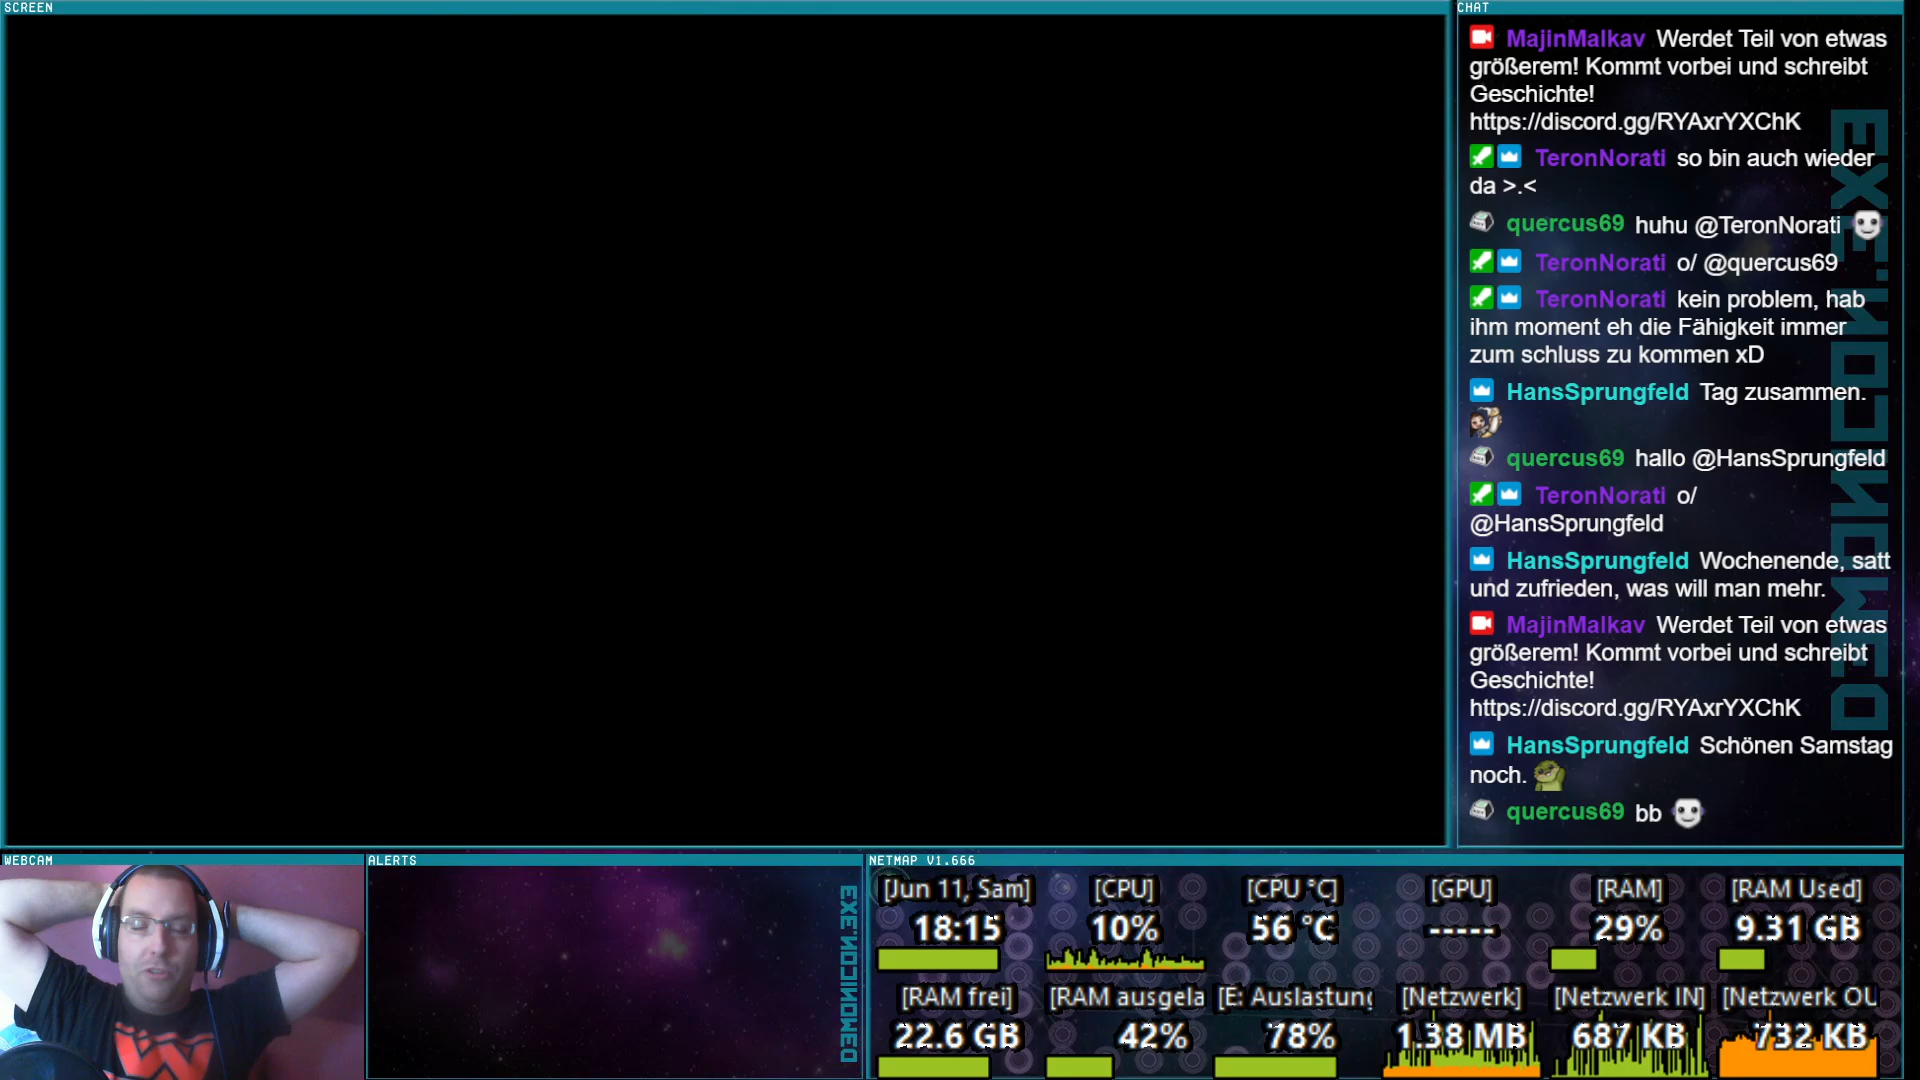 SCREEN
CHAT
MajinMalkav Werdet Teil von etwas
größerem! Kommt vorbei und schreibt
Geschichte!
https://discord.gg/RYAxrYXChK
TeronNorati so bin auch wieder
da >.<
quercus69 huhu @TeronNorati
TeronNorati o/ @quercus69
TeronNorati kein problem, hab
ihm moment eh die Fähigkeit immer
zum schluss zu kommen xD
HansSprungfeld Tag zusammen.
quercus69 hallo @HansSprungfeld
TeronNorati o/
@HansSprungfeld
HansSprungfeld Wochenende, satt
und zufrieden, was will man mehr.
MajinMalkav Werdet Teil von etwas
größerem! Kommt vorbei und schreibt
Geschichte!
https://discord.gg/RYAxrYXChK
HansSprungfeld Schönen Samstag
noch.
quercus69 bb
WEBCAM
ALERTS
NETMAP V1.666
[Jun 11, Sam] [CPU] [CPU °C] [GPU] [RAM] [RAM Used]
18:15 10% 56 °C ----- 29% 9.31 GB
[RAM frei] [RAM ausgela [E: Auslastung [Netzwerk] [Netzwerk IN] [Netzwerk OU
22.6 GB 42% 78% 1.38 MB 687 KB 732 KB